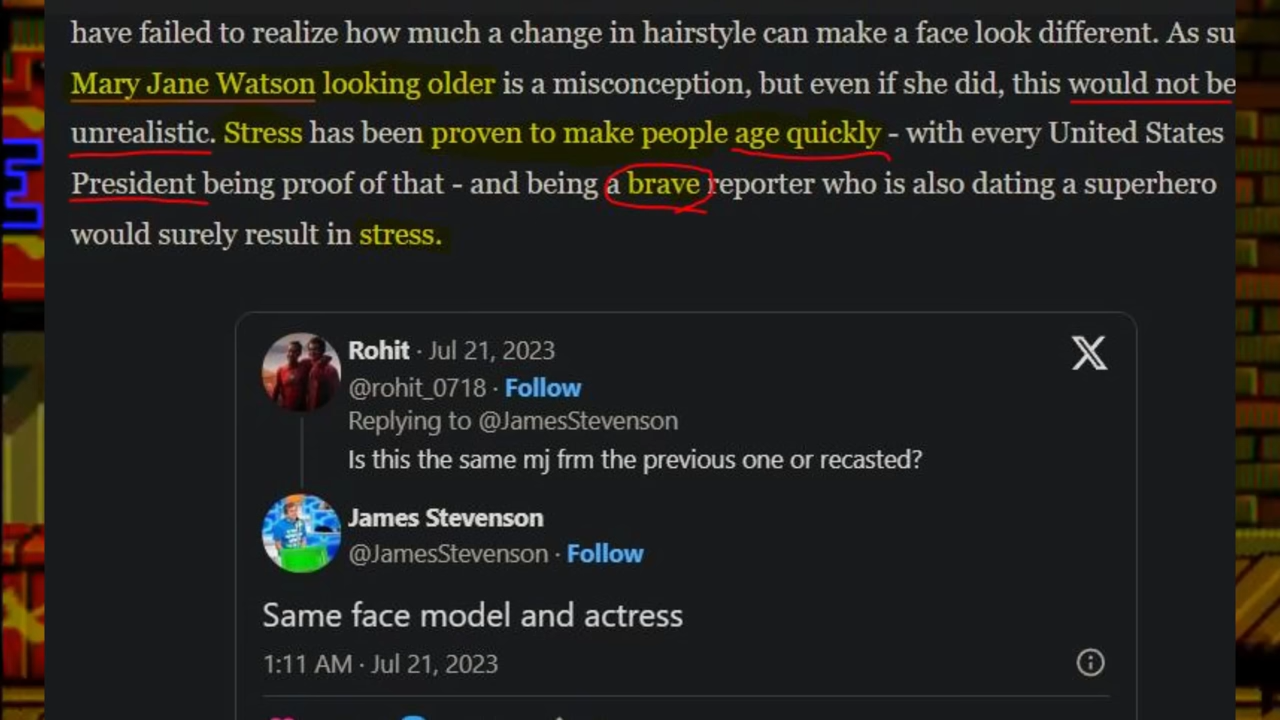 have failed to realize how much a change in hairstyle can make a face look different. As su
Mary Jane Watson looking older is a misconception, but even if she did, this would not be
unrealistic. Stress has been proven to make people age quickly - with every United States
President being proof of that - and being a brave reporter who is also dating a superhero
would surely result in stress.
Rohit · Jul 21, 2023
@rohit_0718 · Follow
Replying to @JamesStevenson
Is this the same mj frm the previous one or recasted?
James Stevenson
@JamesStevenson · Follow
Same face model and actress
1:11 AM · Jul 21, 2023